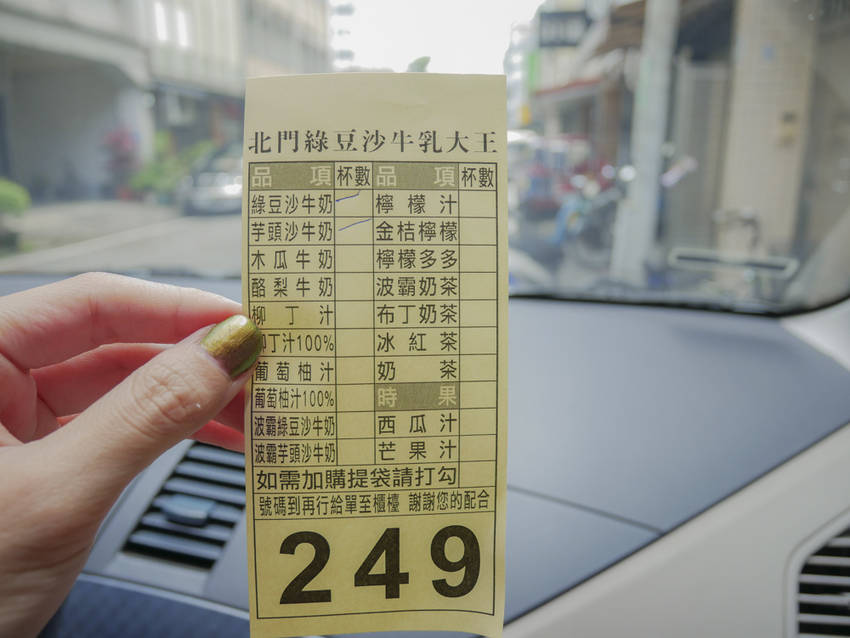 北門綠豆沙牛乳大王
品項 杯數 品項 杯數
綠豆沙牛奶 檸檬汁
芋頭沙牛奶 金桔檸檬
木瓜牛奶 檸檬多多
酪梨牛奶 波霸奶茶
柳丁汁 布丁奶茶
柳丁汁100% 冰紅茶
葡萄柚汁 奶茶
葡萄柚汁100% 時果
波霸綠豆沙牛奶 西瓜汁
波霸芋頭沙牛奶 芒果汁
如需加購提袋請打勾
號碼到再行給單至櫃檯 謝謝您的配合
249